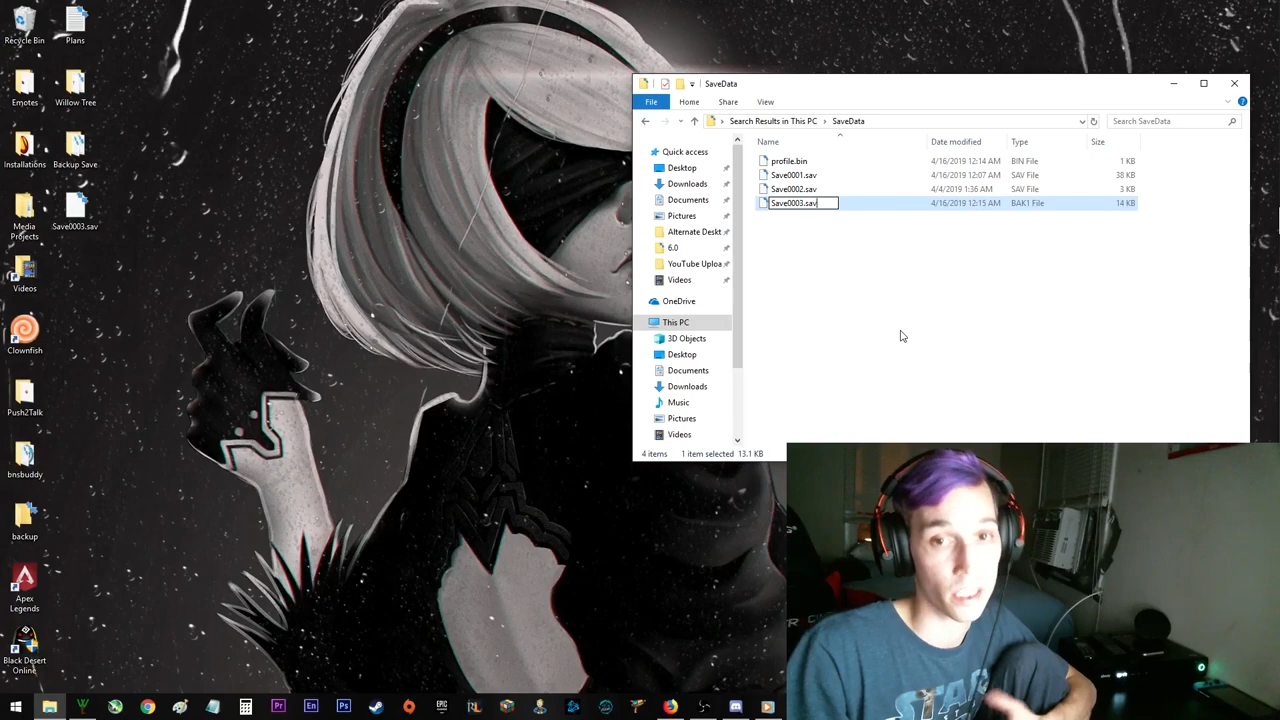 Recycle Bin
Plans
Emotes
Willow Tree
Installations
Backup Save
Media
Projects
Save0003.sav
Videos
Clownfish
Push2Talk
bnsbuddy
backup
Apex
Legends
Black Desert
Online
SaveData
File
Home
Share
View
Search Results in This PC
SaveData
Search SaveData
Name
Date modified
Type
Size
profile.bin
4/16/2019 12:14 AM
BIN File
1 KB
Save0001.sav
4/16/2019 12:07 AM
SAV File
38 KB
Save0002.sav
4/4/2019 1:36 AM
SAV File
3 KB
Save0003.sav
4/16/2019 12:15 AM
BAK1 File
14 KB
Quick access
Desktop
Downloads
Documents
Pictures
Alternate Deskt
6.0
YouTube Uploa
Videos
OneDrive
This PC
3D Objects
Desktop
Documents
Downloads
Music
Pictures
Videos
4 items
1 item selected 13.1 KB
STAR
Pr
En
Ps
EPIC
GAMES